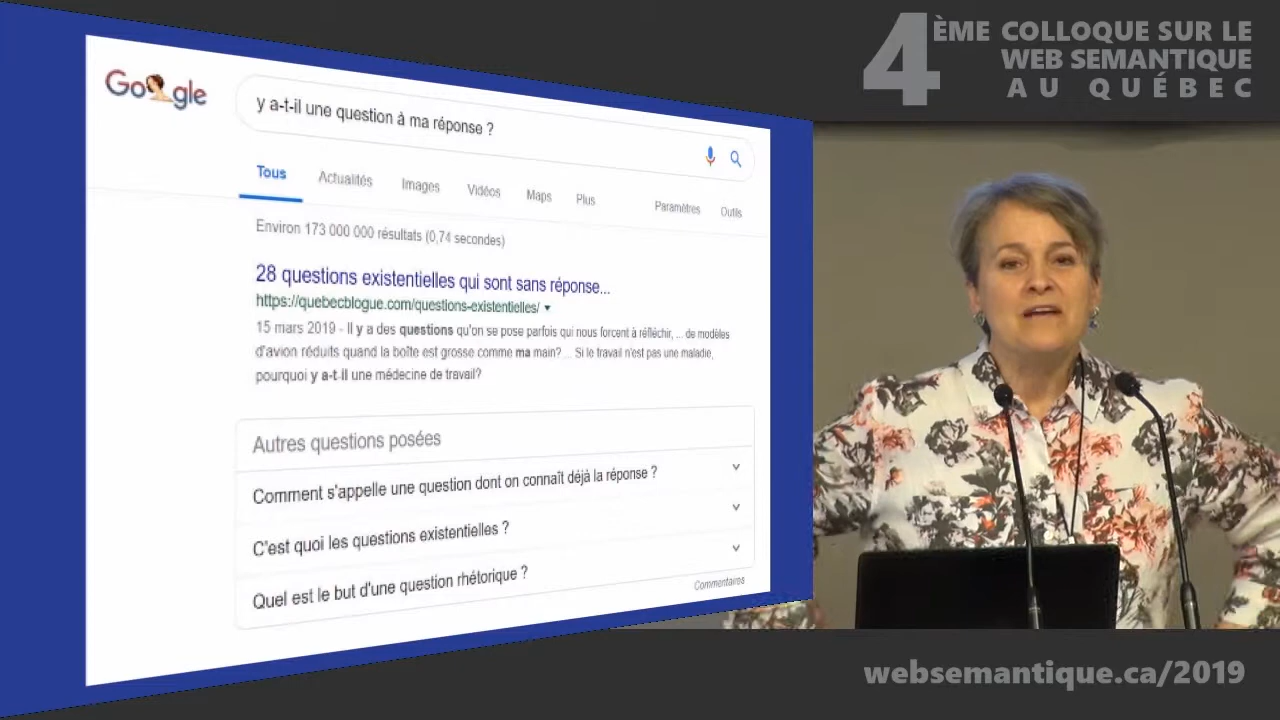 4ÈME COLLOQUE SUR LE
WEB SEMANTIQUE
AU QUÉBEC
Google
y a-t-il une question à ma réponse ?
Tous Actualités Images Vidéos Maps Plus Paramètres Outils
Environ 173 000 000 résultats (0,74 secondes)
28 questions existentielles qui sont sans réponse...
https://quebecblogue.com/questions-existentielles/
15 mars 2019 - Il y a des questions qu'on se pose parfois qui nous forcent à réfléchir, ... de modèles
d'avion réduits quand la boîte est grosse comme ma main? ... Si le travail n'est pas une maladie,
pourquoi y a-t-il une médecine de travail?
Autres questions posées
Comment s'appelle une question dont on connaît déjà la réponse ?
C'est quoi les questions existentielles ?
Quel est le but d'une question rhétorique ?
Commentaires
websemantique.ca/2019